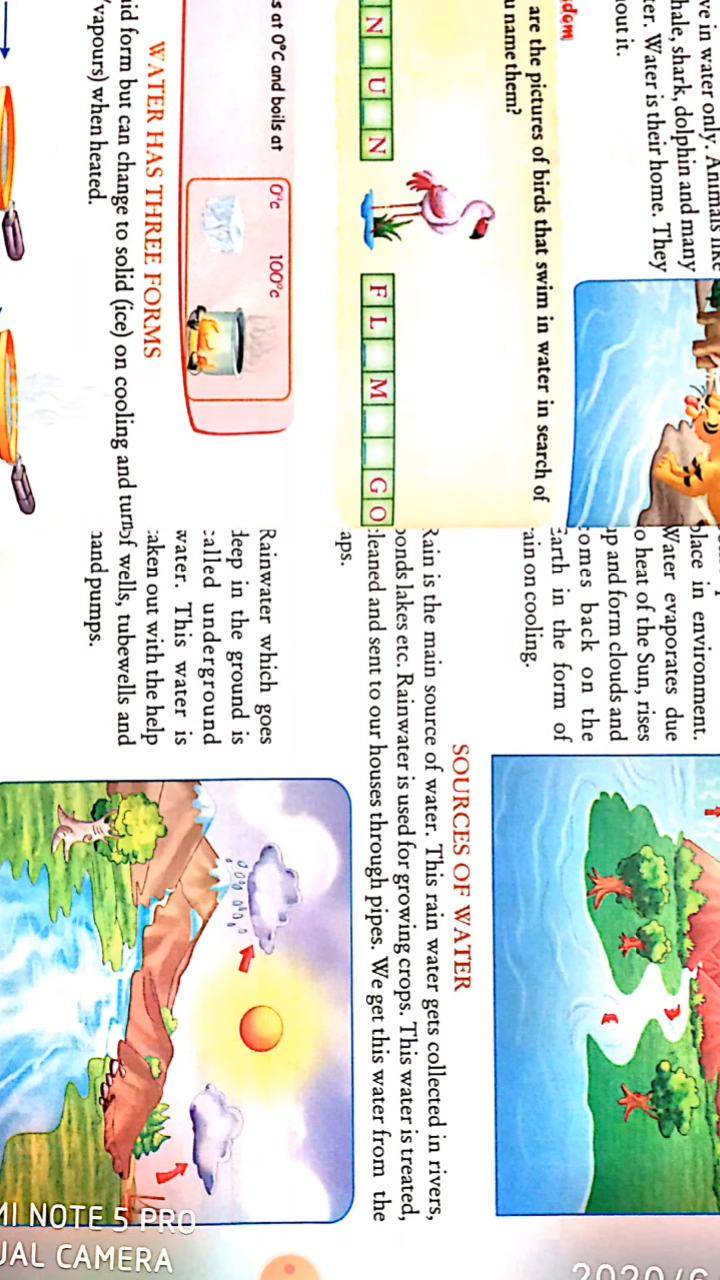 ve in water only. Animals like
hale, shark, dolphin and many
ter. Water is their home. They
out it.
dom
are the pictures of birds that swim in water in search of
u name them?
N U N
F L M G O
s at 0°C and boils at
0°c 100°c
WATER HAS THREE FORMS
id form but can change to solid (ice) on cooling and turn
vapours) when heated.
place in environment.
Water evaporates due
o heat of the Sun, rises
up and form clouds and
comes back on the
Earth in the form of
ain on cooling.
SOURCES OF WATER
Rain is the main source of water. This rain water gets collected in rivers,
ponds lakes etc. Rainwater is used for growing crops. This water is treated,
cleaned and sent to our houses through pipes. We get this water from the
aps.
Rainwater which goes
deep in the ground is
called underground
water. This water is
taken out with the help
of wells, tubewells and
handpumps.
MI NOTE 5 PRO
UAL CAMERA